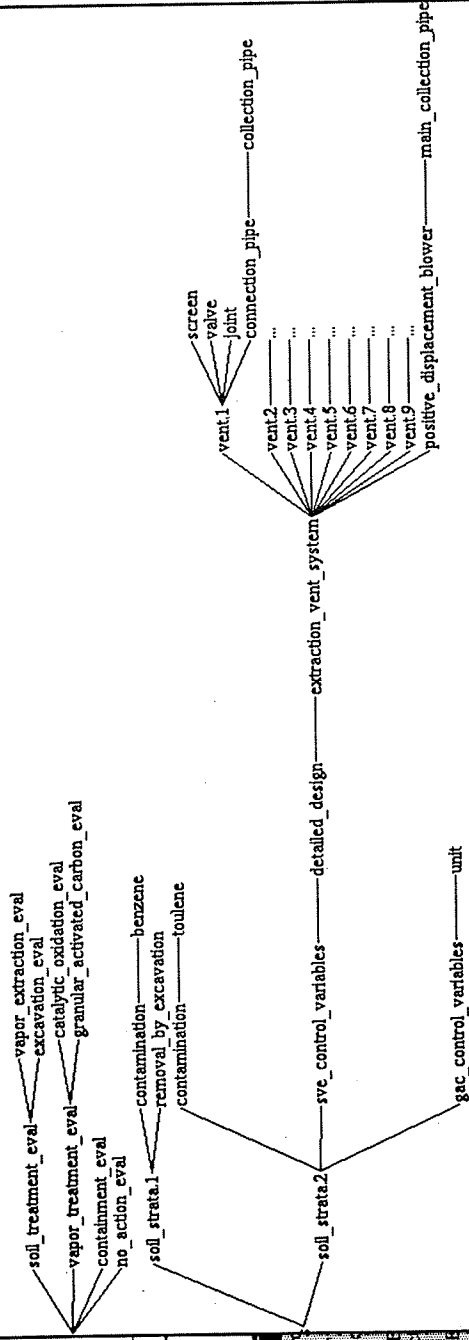 soil_treatment_eval
vapor_extraction_eval
excavation_eval
vapor_treatment_eval
catalytic_oxidation_eval
granular_activated_carbon_eval
containment_eval
no_action_eval
soil_strata.1
contamination
benzene
removal_by_excavation
soil_strata.2
contamination
toulene
sve_control_variables
detailed_design
extraction_vent_system
vent.1
screen
valve
joint
connection_pipe
collection_pipe
vent.2
...
vent.3
...
vent.4
...
vent.5
...
vent.6
...
vent.7
...
vent.8
...
vent.9
...
positive_displacement_blower
main_collection_pipe
gac_control_variables
unit